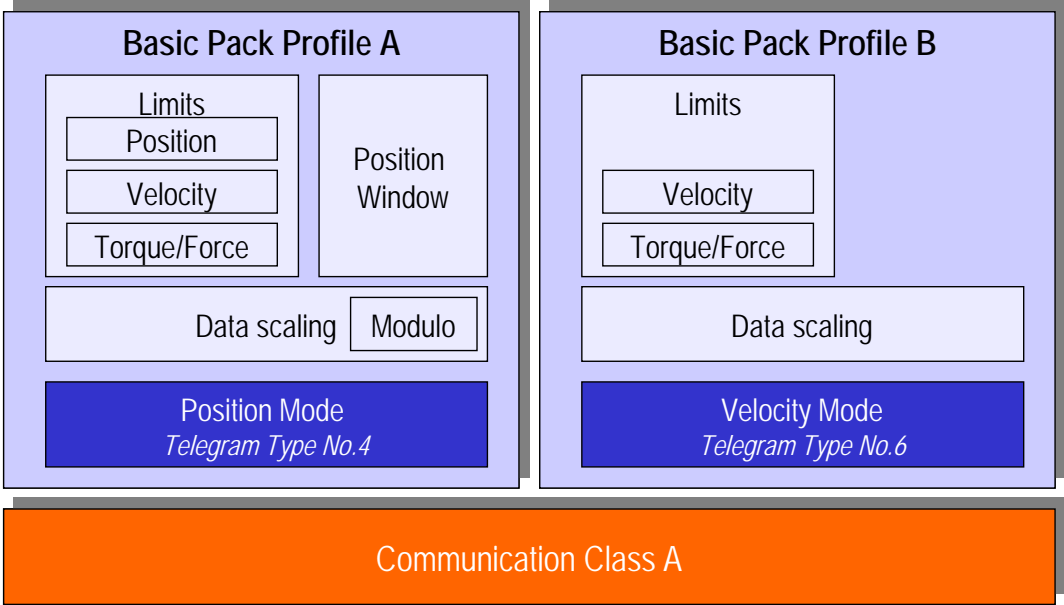 Basic Pack Profile A
Limits
Position
Velocity
Torque/Force
Position
Window
Data scaling
Modulo
Position Mode
Telegram Type No.4
Basic Pack Profile B
Limits
Velocity
Torque/Force
Data scaling
Velocity Mode
Telegram Type No.6
Communication Class A